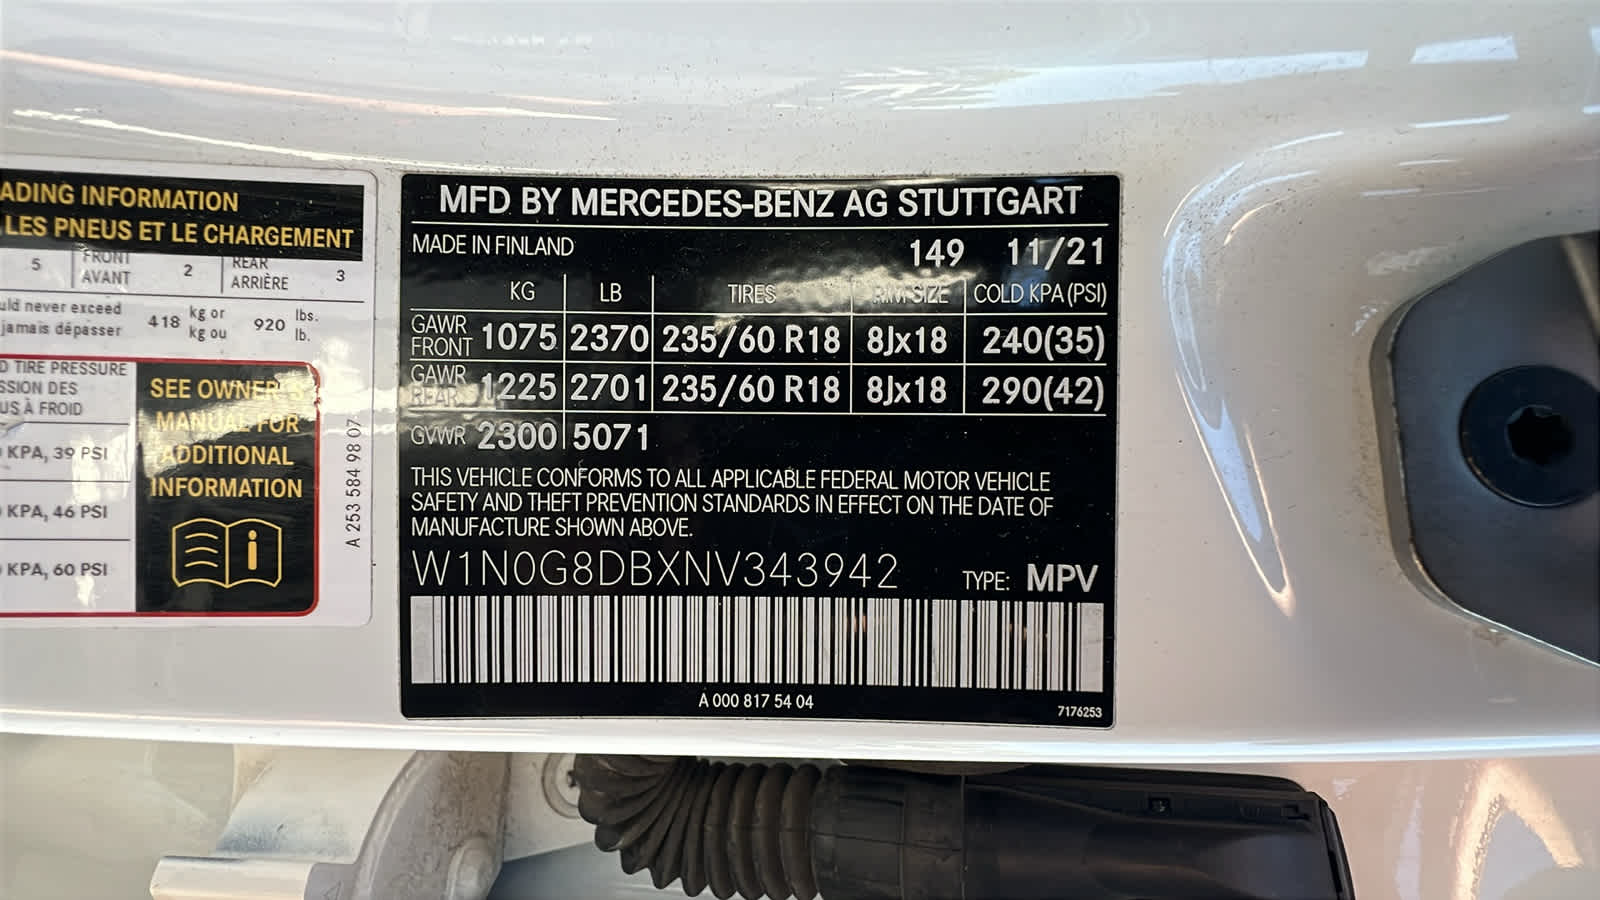 ADING INFORMATION
LES PNEUS ET LE CHARGEMENT
5 FRONT AVANT 2 REAR ARRIÈRE 3
uld never exceed
jamais dépasser 418 kg or kg ou 920 lbs. lb.
D TIRE PRESSURE
SSION DES
US À FROID
KPA, 39 PSI
KPA, 46 PSI
KPA, 60 PSI
SEE OWNER'S
MANUAL FOR
ADDITIONAL
INFORMATION
A 253 584 98 07
MFD BY MERCEDES-BENZ AG STUTTGART
MADE IN FINLAND 149 11/21
KG LB TIRES RIM SIZE COLD KPA (PSI)
GAWR FRONT 1075 2370 235/60 R18 8Jx18 240(35)
GAWR REAR 1225 2701 235/60 R18 8Jx18 290(42)
GVWR 2300 5071
THIS VEHICLE CONFORMS TO ALL APPLICABLE FEDERAL MOTOR VEHICLE
SAFETY AND THEFT PREVENTION STANDARDS IN EFFECT ON THE DATE OF
MANUFACTURE SHOWN ABOVE.
W1N0G8DBXNV343942 TYPE: MPV
A 000 817 54 04
7176253